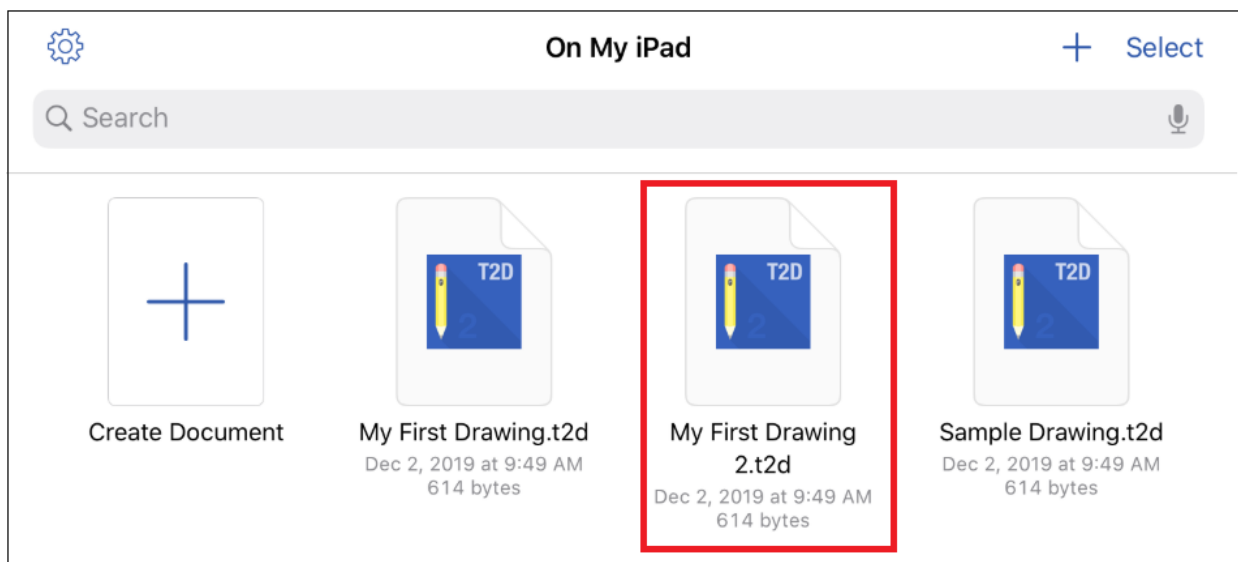 On My iPad
Select
Search
T2D
2
T2D
2
T2D
2
Create Document
My First Drawing.t2d
Dec 2, 2019 at 9:49 AM
614 bytes
My First Drawing
2.t2d
Dec 2, 2019 at 9:49 AM
614 bytes
Sample Drawing.t2d
Dec 2, 2019 at 9:49 AM
614 bytes